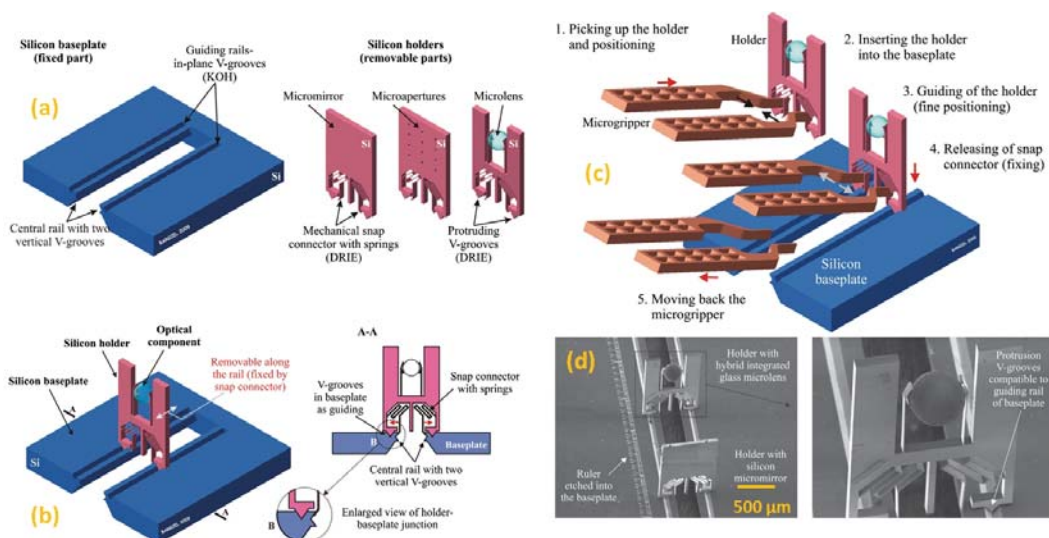 Silicon baseplate
(fixed part)
Guiding rails-
in-plane V-grooves
(KOH)
(a)
Si
Central rail with two
vertical V-grooves
Silicon holders
(removable parts)
Micromirror
Microapertures
Microlens
Si
Si
Si
Mechanical snap
connector with springs
(DRIE)
Protruding
V-grooves
(DRIE)
Optical
component
Silicon holder
Silicon baseplate
A
Removable along
the rail (fixed by
snap connector)
Si
A
(b)
A-A
V-grooves
in baseplate
as guiding
Snap connector
with springs
B
Baseplate
Central rail with two
vertical V-grooves
B
Enlarged view of holder-
baseplate junction
1. Picking up the holder
and positioning
Holder
2. Inserting the holder
into the baseplate
Si
Microgripper
3. Guiding of the holder
(fine positioning)
4. Releasing of snap
connector (fixing)
(c)
Silicon
baseplate
5. Moving back the
microgripper
(d)
Holder with
hybrid integrated
glass microlens
Ruler
etched into
the baseplate
Holder with
silicon
micromirror
500 µm
Protrusion
V-grooves
compatible to
guiding rail
of baseplate